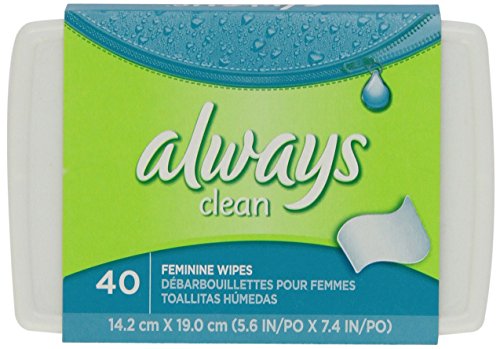 always
clean
40
FEMININE WIPES
DÉBARBOUILLETTES POUR FEMMES
TOALLITAS HÚMEDAS
14.2 cm X 19.0 cm (5.6 IN/PO X 7.4 IN/PO)